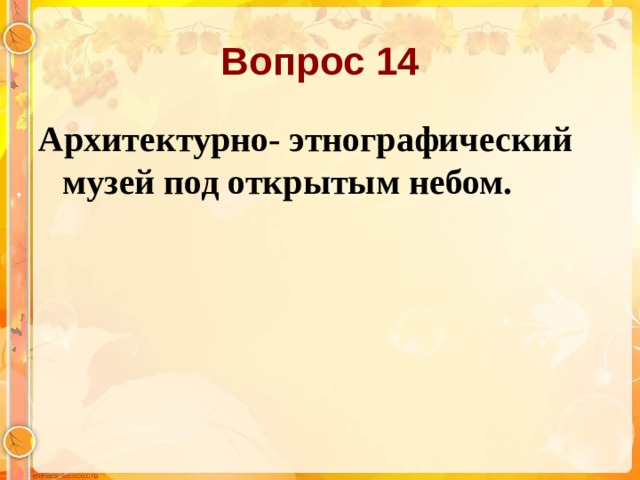 Вопрос 14
Архитектурно- этнографический
музей под открытым небом.